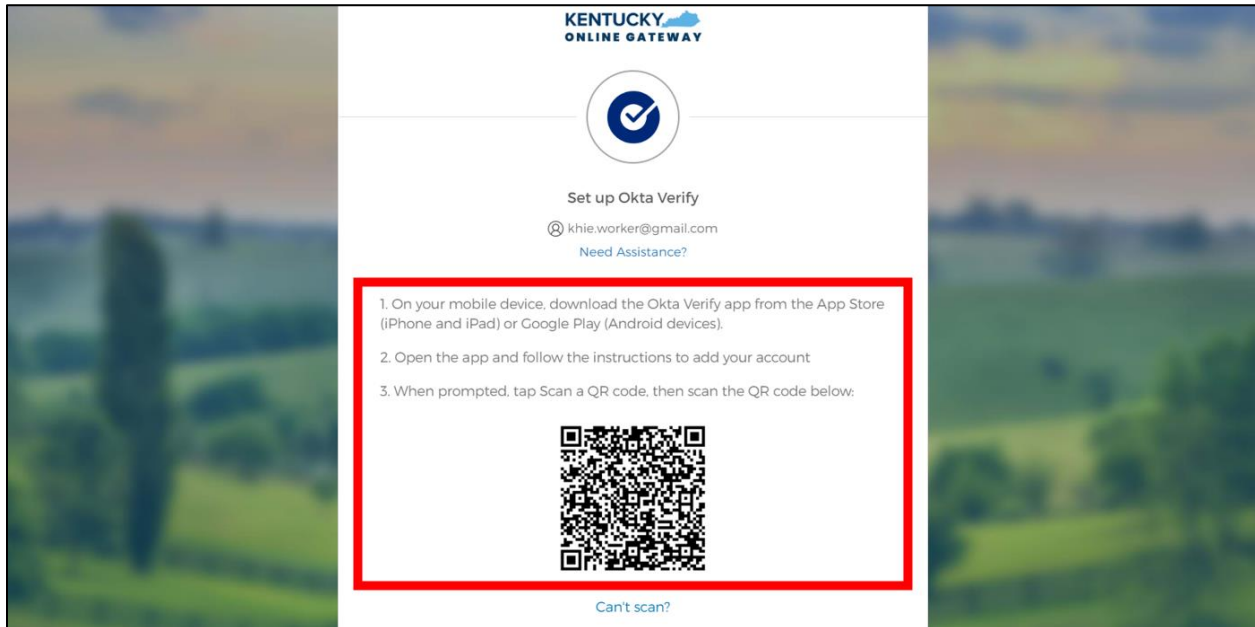 KENTUCKY
ONLINE GATEWAY
Set up Okta Verify
khie.worker@gmail.com
Need Assistance?
1. On your mobile device, download the Okta Verify app from the App Store
(iPhone and iPad) or Google Play (Android devices).
2. Open the app and follow the instructions to add your account
3. When prompted, tap Scan a QR code, then scan the QR code below:
Can't scan?